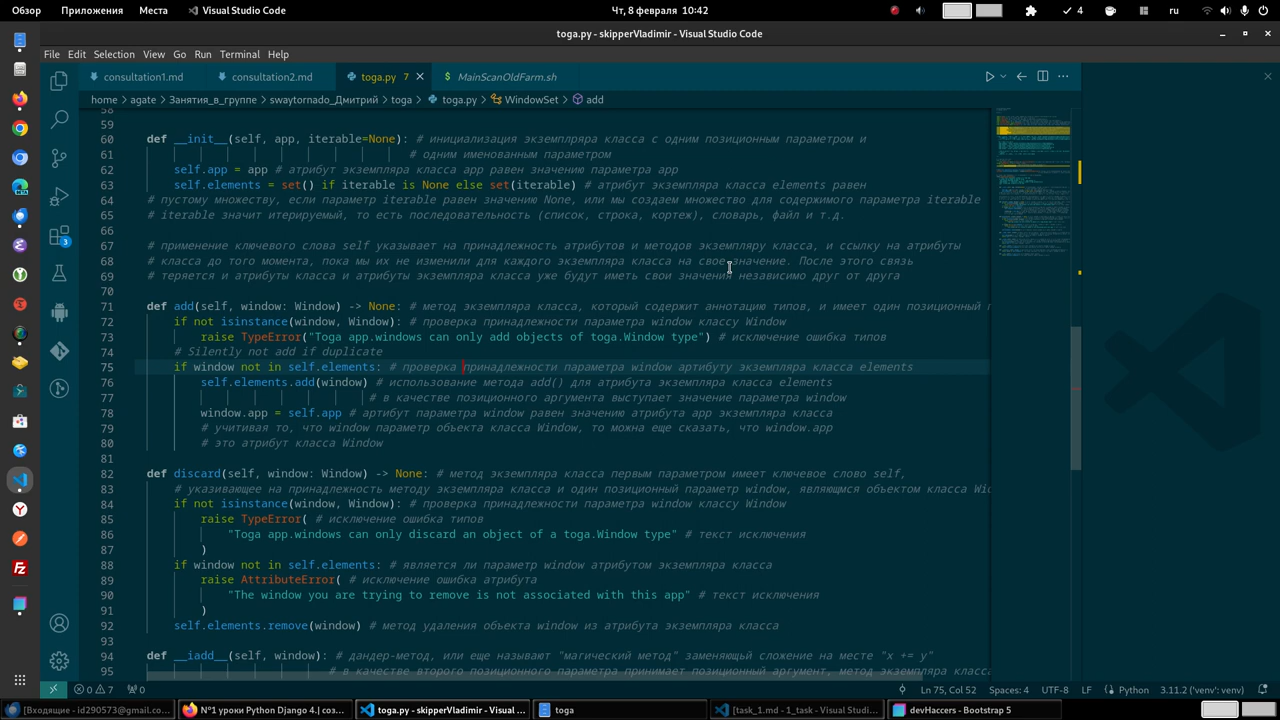 Обзор Приложения Места Visual Studio Code Чт, 8 февраля 10:42 4 ru
toga.py - skipperVladimir - Visual Studio Code
File Edit Selection View Go Run Terminal Help
consultation1.md consultation2.md toga.py 7 MainScanOldFarm.sh
home > agate > Занятия_в_группе > swaytornado_Дмитрий > toga > toga.py > WindowSet > add
58
59
60 def __init__(self, app, iterable=None): # инициализация экземпляра класса с одним позиционным параметром и
61 # одним именованным параметром
62 self.app = app # атрибут экземпляра класса app равен значению параметра app
63 self.elements = set() if iterable is None else set(iterable) # атрибут экземпляра класса elements равен
64 # пустому множеству, если параметр iterable равен значению None, или мы создаем множество для содержимого параметра iterable
65 # iterable значит итерируемый, то есть последовательность (список, строка, кортеж), словарь, файл и т.д.
66
67 # применение ключевого слова self указывает на принадлежность атрибутов и методов экземпляру класса, и ссылку на атрибуты
68 # класса до того момента пока их не изменили для каждого экземпляра класса на свое значение. После этого связь
69 # теряется и атрибуты класса и атрибуты экземпляра класса уже будут иметь свои значения независимо друг от друга
70
71 def add(self, window: Window) -> None: # метод экземпляра класса, который содержит аннотацию типов, и имеет один позиционный
72 if not isinstance(window, Window): # проверка принадлежности параметра window классу Window
73 raise TypeError("Toga app.windows can only add objects of toga.Window type") # исключение ошибка типов
74 # Silently not add if duplicate
75 if window not in self.elements: # проверка принадлежности параметра window артибуту экземпляра класса elements
76 self.elements.add(window) # использование метода add() для атрибута экземпляра класса elements
77 # в качестве позиционного аргумента выступает значение параметра window
78 window.app = self.app # артибут параметра window равен значению атрибута app экземпляра класса
79 # учитивая то, что window параметр объекта класса Window, то можна еще сказать, что window.app
80 # это атрибут класса Window
81
82 def discard(self, window: Window) -> None: # метод экземпляра класса первым параметром имеет ключевое слово self,
83 # указивающее на принадлежность методу экземпляра класса и один позиционный параметр window, являющися объектом класса
84 if not isinstance(window, Window): # проверка принадлежности параметра window классу Window
85 raise TypeError( # исключение ошибка типов
86 "Toga app.windows can only discard an object of a toga.Window type" # текст исключения
87 )
88 if window not in self.elements: # является ли параметр window атрибутом экземпляра класса
89 raise AttributeError( # исключение ошибка атрибута
90 "The window you are trying to remove is not associated with this app" # текст исключения
91 )
92 self.elements.remove(window) # метод удаления объекта window из атрибута экземпляра класса
93
94 def __iadd__(self, window): # дандер-метод, или еще называют "магический метод" заменяющьй сложение на месте "x += y"
95 # в качестве второго позиционного параметра принимает позиционный аргумент, метод экземпляра класса
3
0 7 0 Ln 75, Col 52 Spaces: 4 UTF-8 LF Python 3.11.2 ('venv': venv)
[Входящие - id290573@gmail.co... N°1 уроки Python Django 4.| соз... toga.py - skipperVladimir - Visual ... toga [task_1.md - 1_task - Visual Studi... devHaccers - Bootstrap 5